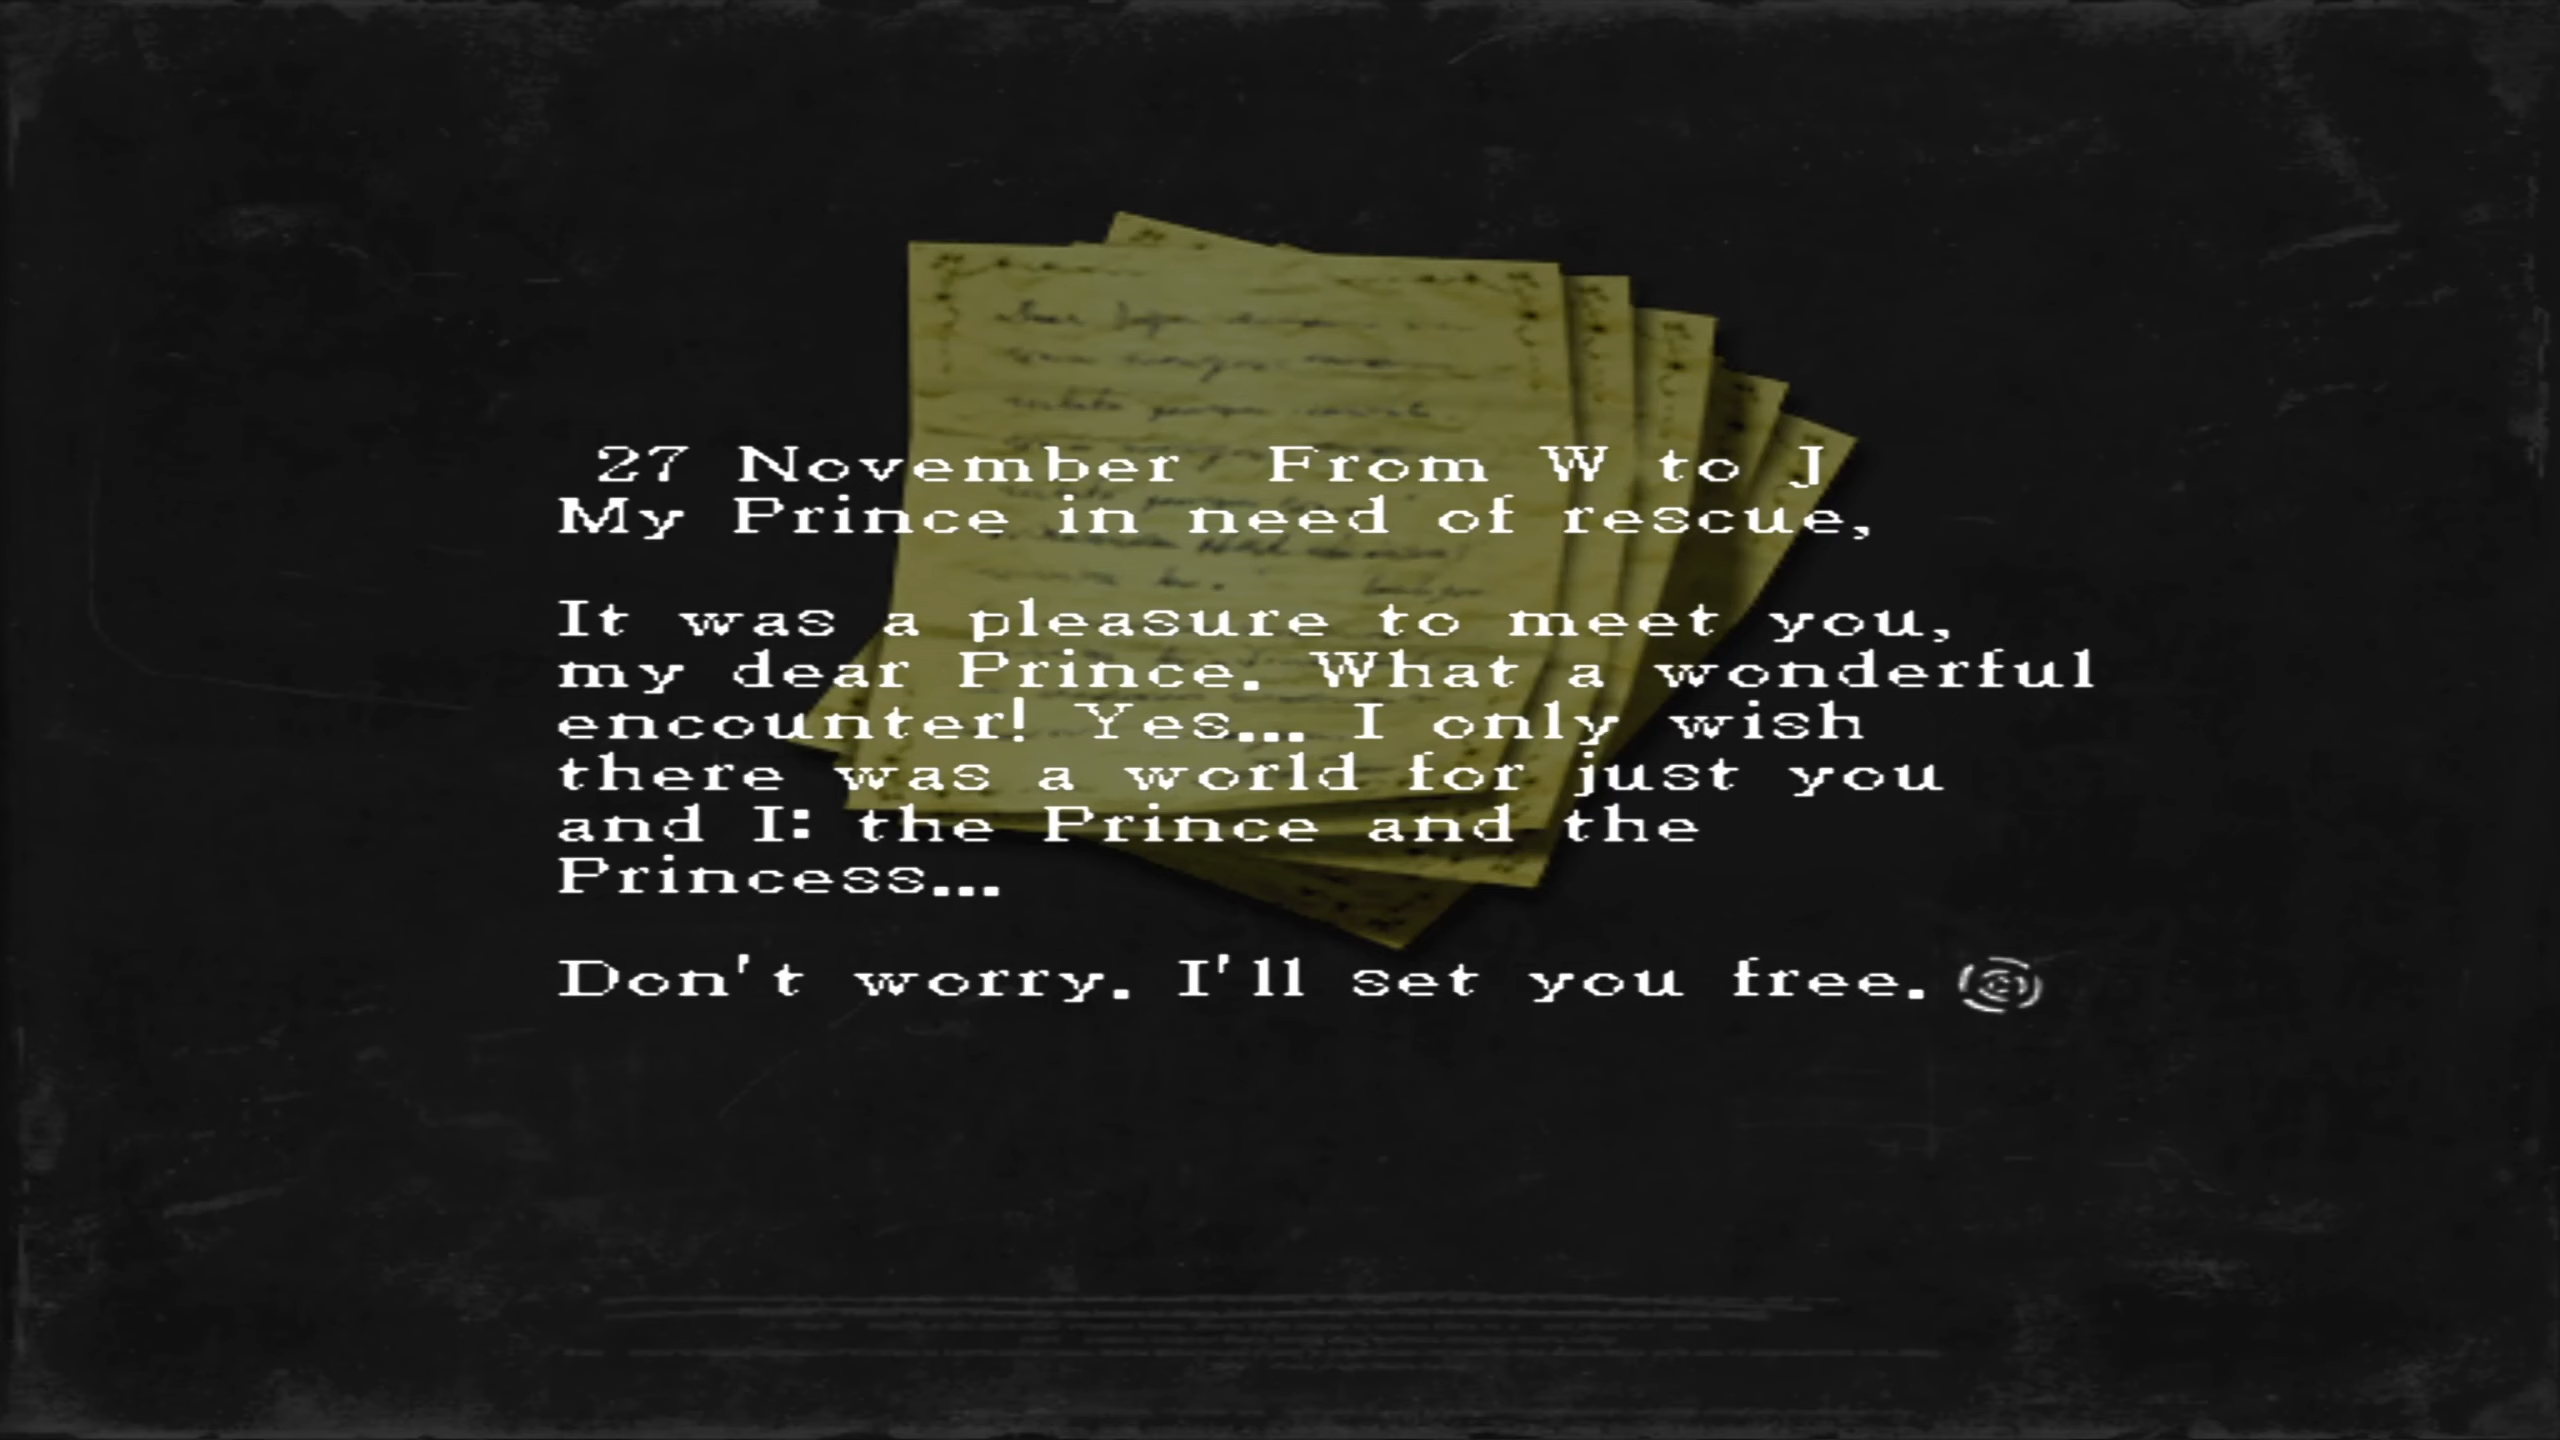 27 November  From W to J
My Prince in need of rescue,
It was a pleasure to meet you,
my dear Prince. What a wonderful
encounter! Yes... I only wish
there was a world for just you
and I: the Prince and the
Princess...
Don't worry. I'll set you free.